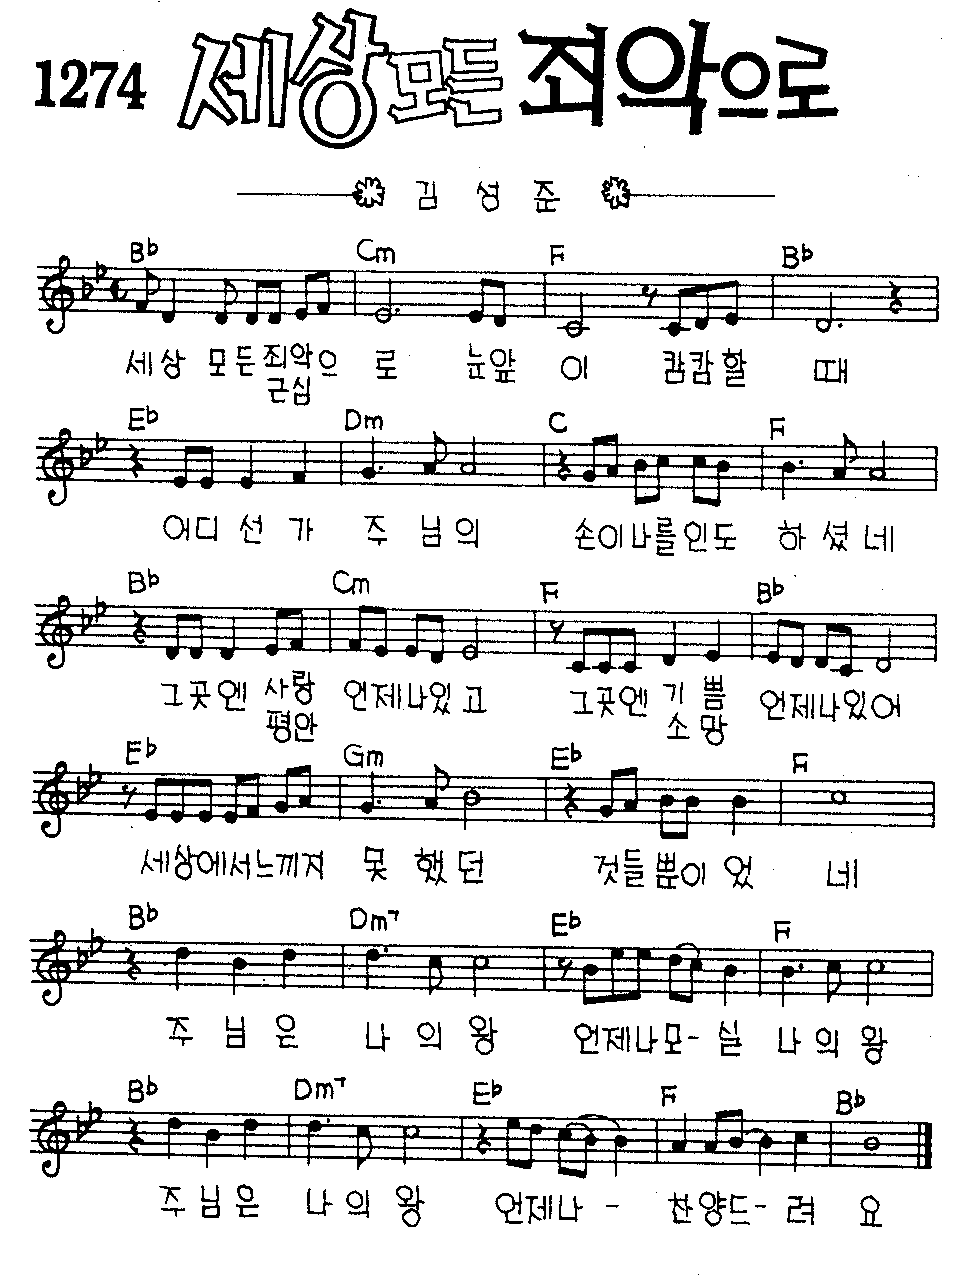 1274 세상 모든 죄악으로
김 성 준
B♭ Cm F B♭
세상 모든죄악으 로 눈앞 이 캄캄할 때
근심
E♭ Dm C F
어디 선 가 주 님 의 손이나를인도 하 셨 네
B♭ Cm F B♭
그곳엔 사랑 언제나있고 그곳엔 기 쁨 언제나있어
평안 소 망
E♭ Gm E♭ F
세상에서느끼져 못 했 던 것들뿐이 었 네
B♭ Dm7 E♭ F
주 님 은 나 의 왕 언제나모- 실 나 의 왕
B♭ Dm7 E♭ F B♭
주 님 은 나 의 왕 언제나 - 찬양드- 려 요